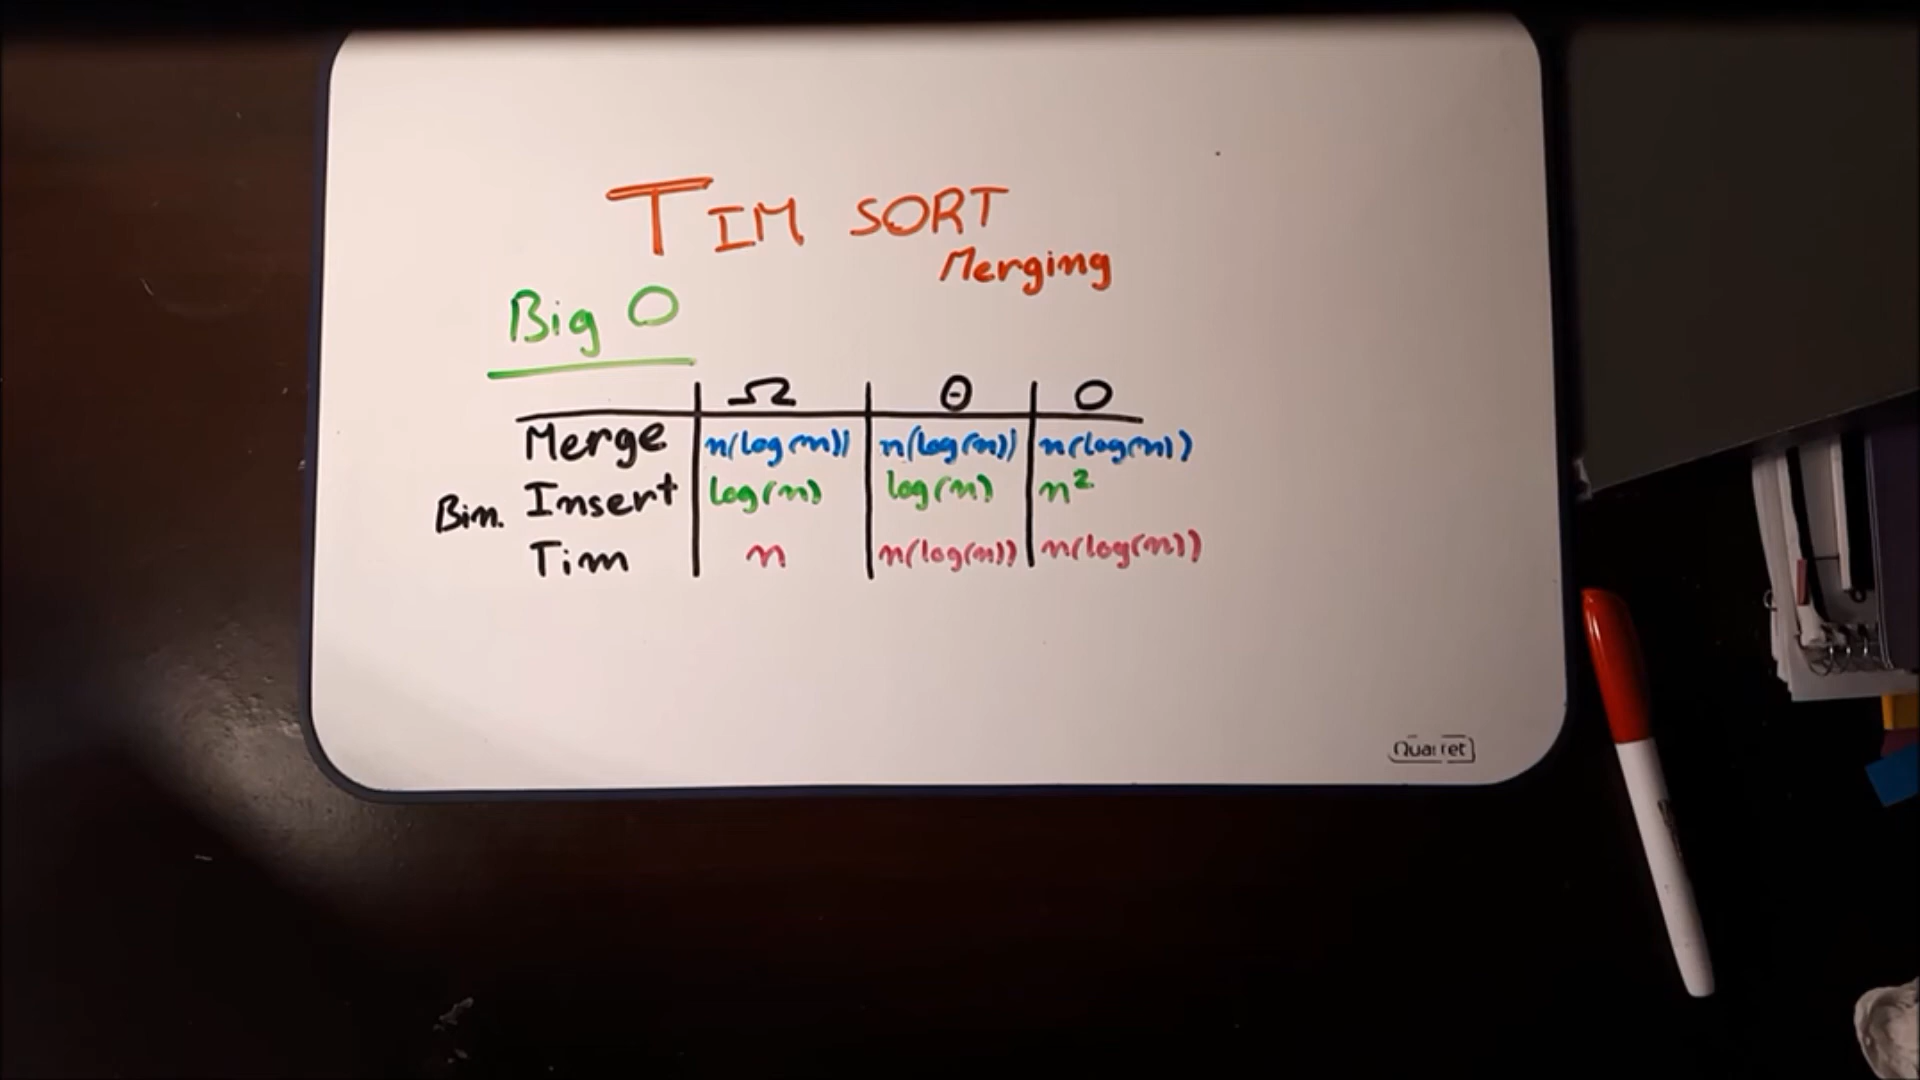 TIM SORT
Merging
Big O
Ω θ O
Merge n(log(n)) n(log(n)) n(log(n))
Bin. Insert log(n) log(n) n²
Tim n n(log(n)) n(log(n))
Quartet